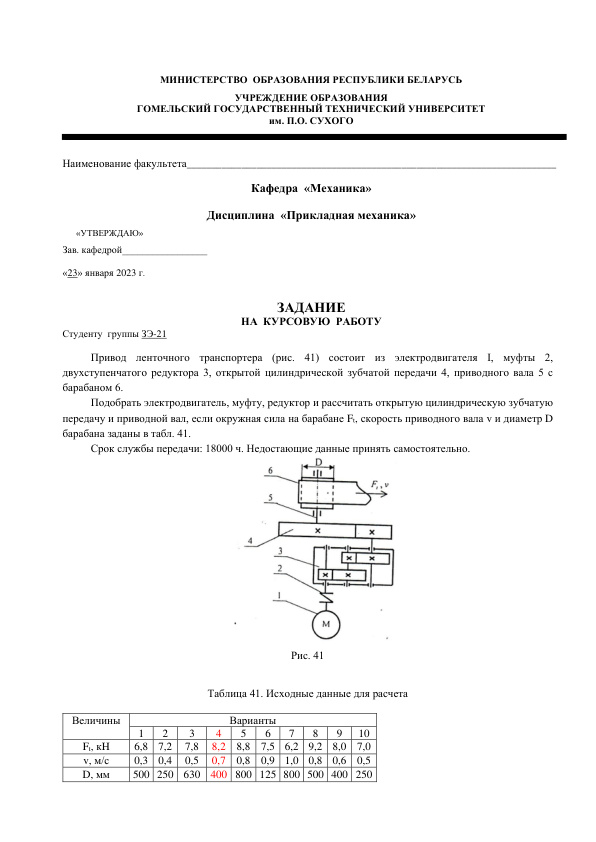 МИНИСТЕРСТВО ОБРАЗОВАНИЯ РЕСПУБЛИКИ БЕЛАРУСЬ
УЧРЕЖДЕНИЕ ОБРАЗОВАНИЯ
ГОМЕЛЬСКИЙ ГОСУДАРСТВЕННЫЙ ТЕХНИЧЕСКИЙ УНИВЕРСИТЕТ
им. П.О. СУХОГО
Наименование факультета____________________
Кафедра «Механика»
Дисциплина «Прикладная механика»
«УТВЕРЖДАЮ»
Зав. кафедрой_________________
«23» января 2023 г.
ЗАДАНИЕ
НА КУРСОВУЮ РАБОТУ
Студенту группы ЗЭ-21
Привод ленточного транспортера (рис. 41) состоит из электродвигателя I, муфты 2,
двухступенчатого редуктора 3, открытой цилиндрической зубчатой передачи 4, приводного вала 5 с
барабаном 6.
Подобрать электродвигатель, муфту, редуктор и рассчитать открытую цилиндрическую зубчатую
передачу и приводной вал, если окружная сила на барабане Ft, скорость приводного вала v и диаметр D
барабана заданы в табл. 41.
Срок службы передачи: 18000 ч. Недостающие данные принять самостоятельно.
D
6
Ft, v
5
4
3
2
1
М
Рис. 41
Таблица 41. Исходные данные для расчета
Величины Варианты
1 2 3 4 5 6 7 8 9 10
Ft, кН 6,8 7,2 7,8 8,2 8,8 7,5 6,2 9,2 8,0 7,0
v, м/с 0,3 0,4 0,5 0,7 0,8 0,9 1,0 0,8 0,6 0,5
D, мм 500 250 630 400 800 125 800 500 400 250